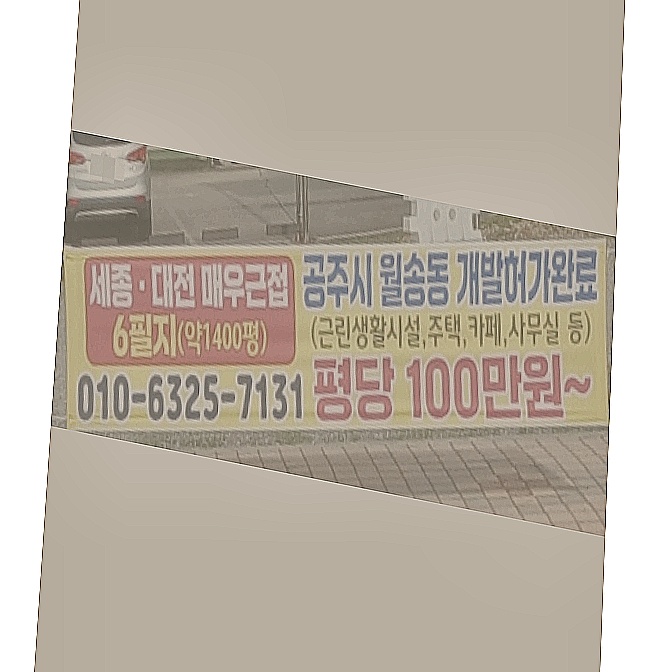 세종·대전 매우근접
6필지(약1400평)
010-6325-7131
공주시 월송동 개발허가완료
(근린생활시설,주택,카페,사무실 등)
평당 100만원~